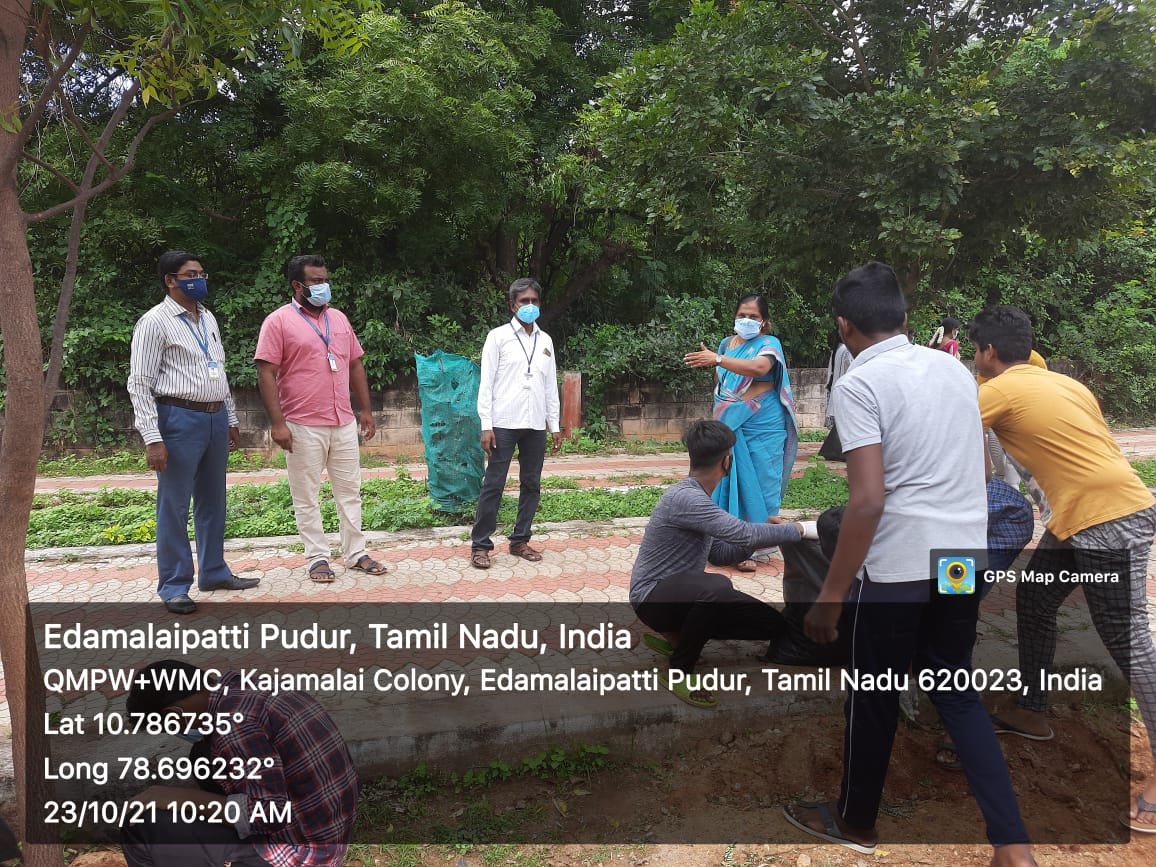 GPS Map Camera
Edamalaipatti Pudur, Tamil Nadu, India
QMPW+WMC, Kajamalai Colony, Edamalaipatti Pudur, Tamil Nadu 620023, India
Lat 10.786735°
Long 78.696232°
23/10/21 10:20 AM